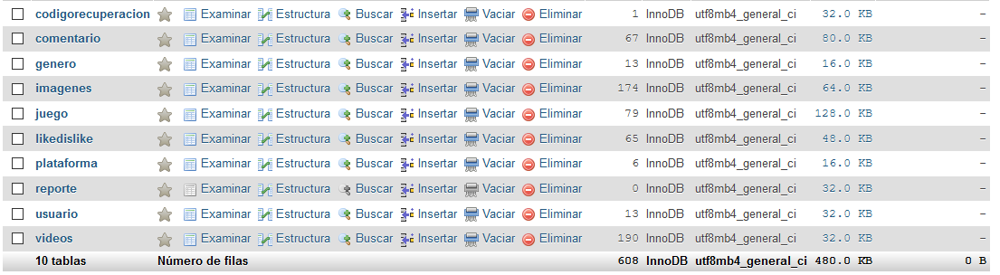 codigorecuperacion Examinar Estructura Buscar Insertar Vaciar Eliminar 1 InnoDB utf8mb4_general_ci 32.0 KB -
comentario Examinar Estructura Buscar Insertar Vaciar Eliminar 67 InnoDB utf8mb4_general_ci 80.0 KB -
genero Examinar Estructura Buscar Insertar Vaciar Eliminar 13 InnoDB utf8mb4_general_ci 16.0 KB -
imagenes Examinar Estructura Buscar Insertar Vaciar Eliminar 174 InnoDB utf8mb4_general_ci 64.0 KB -
juego Examinar Estructura Buscar Insertar Vaciar Eliminar 79 InnoDB utf8mb4_general_ci 128.0 KB -
likedislike Examinar Estructura Buscar Insertar Vaciar Eliminar 65 InnoDB utf8mb4_general_ci 48.0 KB -
plataforma Examinar Estructura Buscar Insertar Vaciar Eliminar 6 InnoDB utf8mb4_general_ci 16.0 KB -
reporte Examinar Estructura Buscar Insertar Vaciar Eliminar 0 InnoDB utf8mb4_general_ci 32.0 KB -
usuario Examinar Estructura Buscar Insertar Vaciar Eliminar 13 InnoDB utf8mb4_general_ci 32.0 KB -
videos Examinar Estructura Buscar Insertar Vaciar Eliminar 190 InnoDB utf8mb4_general_ci 32.0 KB -
10 tablas Número de filas 608 InnoDB utf8mb4_general_ci 480.0 KB 0 B